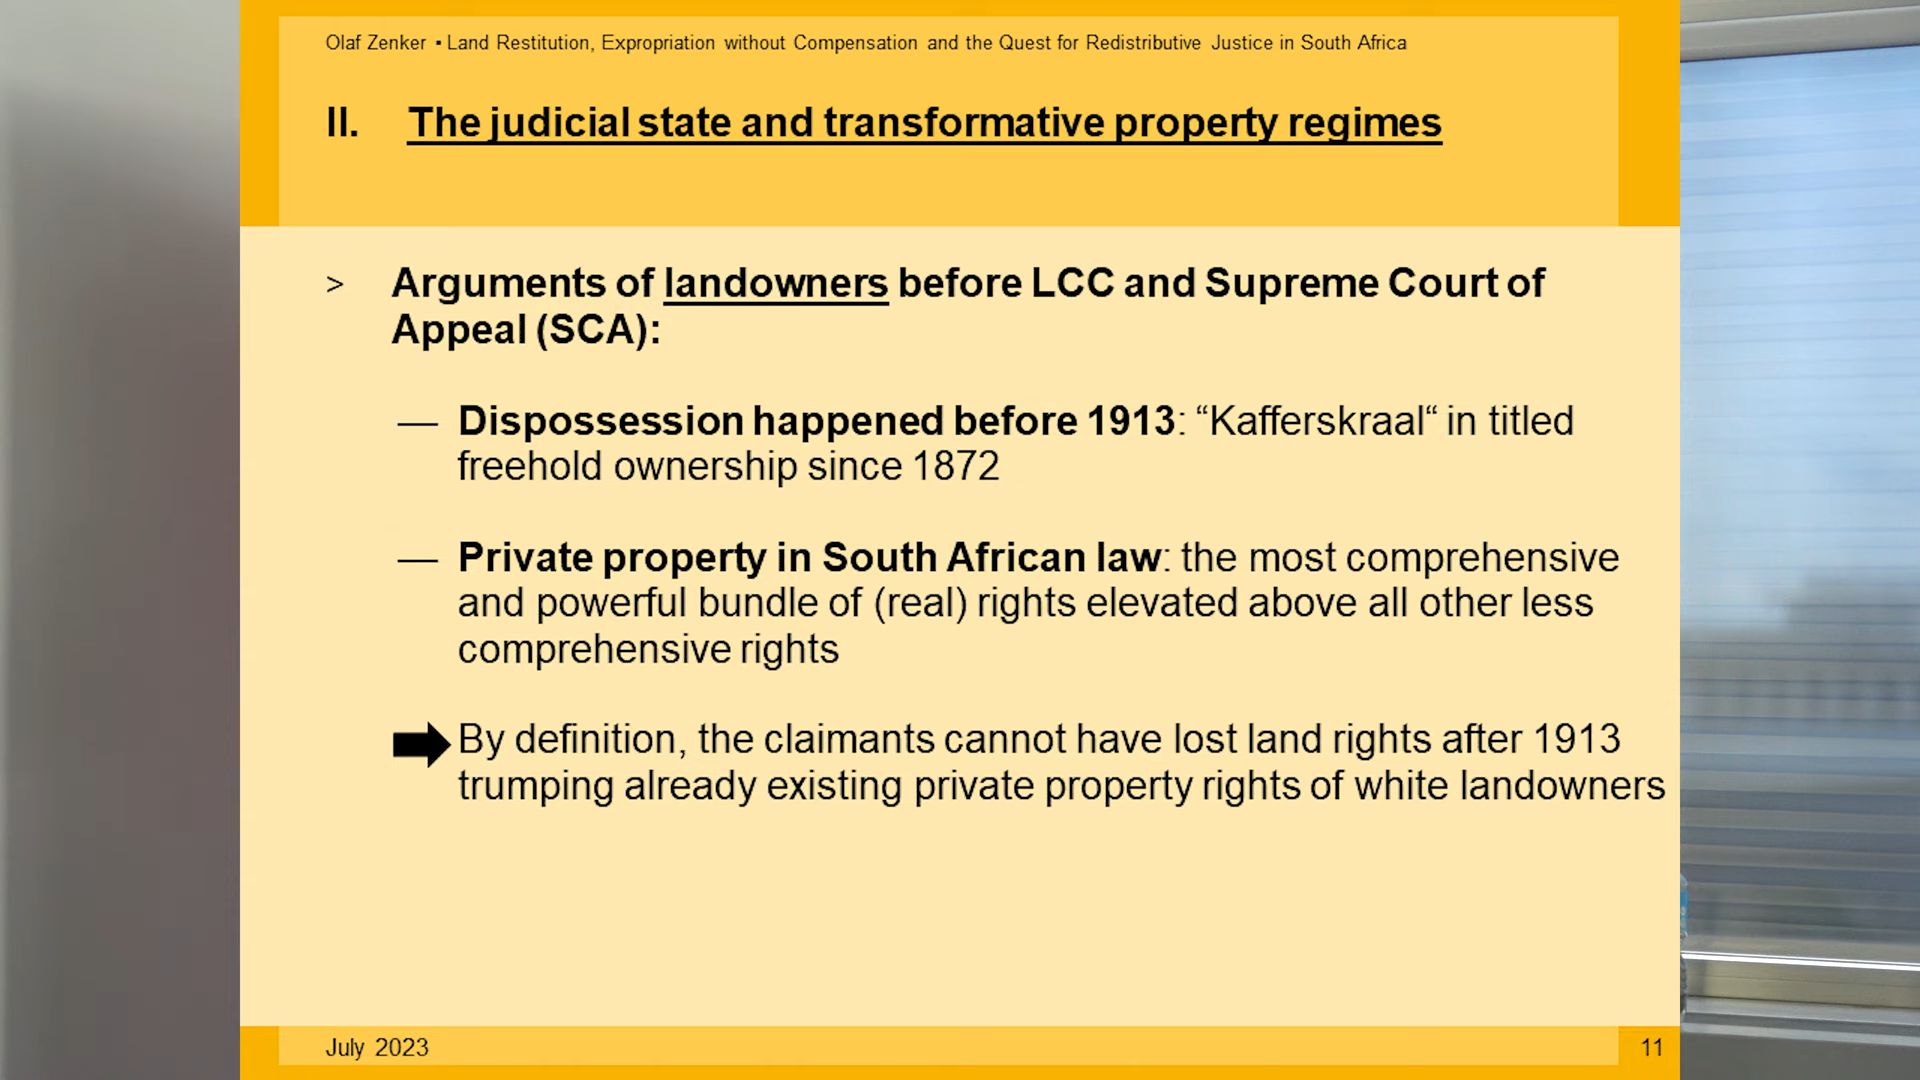 Olaf Zenker ▪ Land Restitution, Expropriation without Compensation and the Quest for Redistributive Justice in South Africa
II. The judicial state and transformative property regimes
> Arguments of landowners before LCC and Supreme Court of
Appeal (SCA):
— Dispossession happened before 1913: “Kafferskraal“ in titled
freehold ownership since 1872
— Private property in South African law: the most comprehensive
and powerful bundle of (real) rights elevated above all other less
comprehensive rights
By definition, the claimants cannot have lost land rights after 1913
trumping already existing private property rights of white landowners
July 2023
11